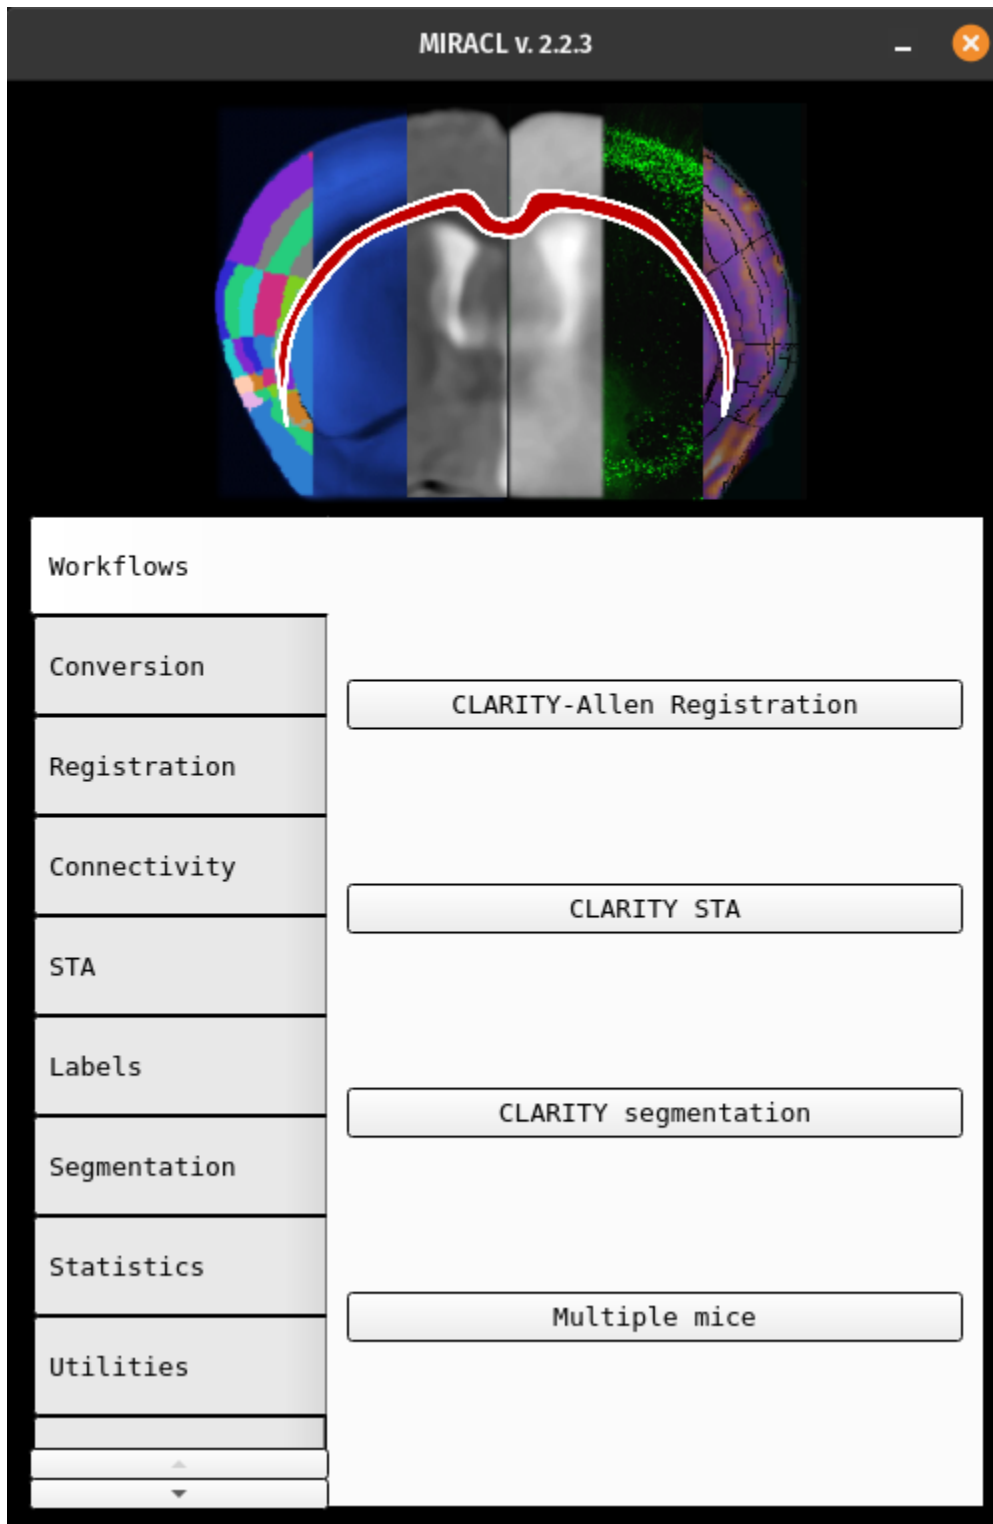 MIRACL v. 2.2.3
Workflows
Conversion
Registration
Connectivity
STA
Labels
Segmentation
Statistics
Utilities
CLARITY-Allen Registration
CLARITY STA
CLARITY segmentation
Multiple mice